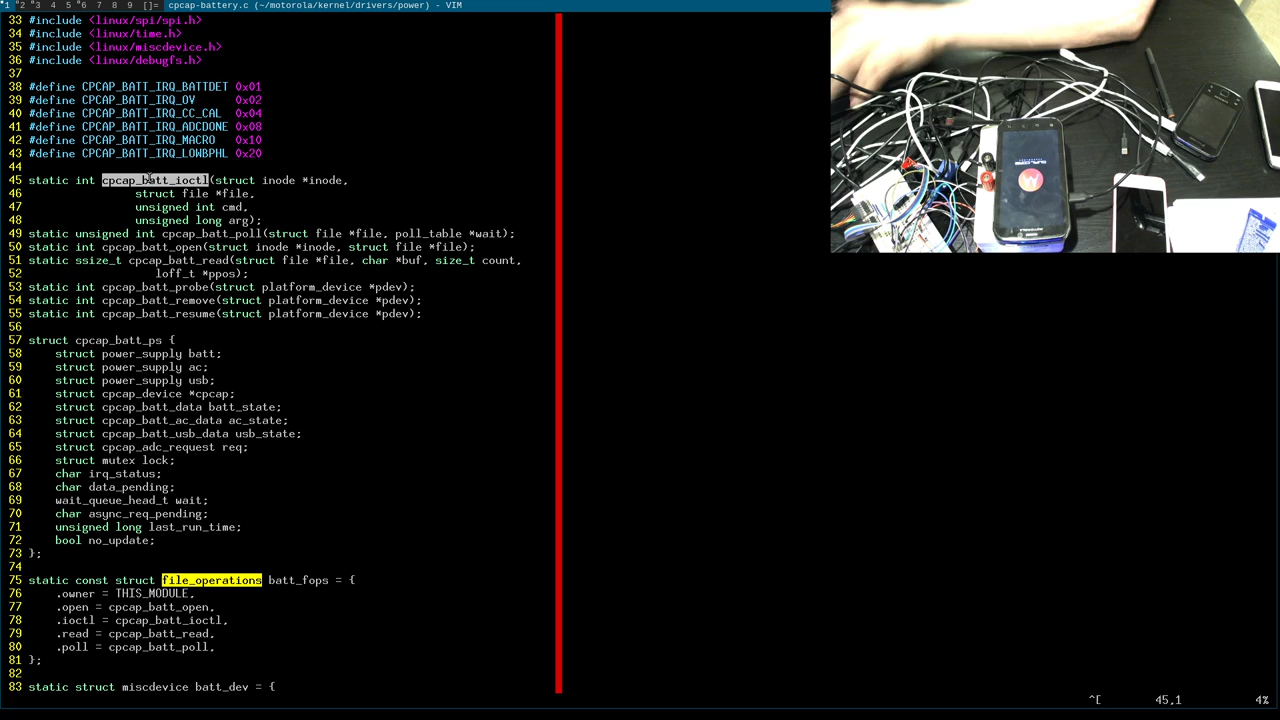 1 2 3 4 5 6 7 8 9 []= cpcap-battery.c (~/motorola/kernel/drivers/power) - VIM
33 #include <linux/spi/spi.h>
34 #include <linux/time.h>
35 #include <linux/miscdevice.h>
36 #include <linux/debugfs.h>
37
38 #define CPCAP_BATT_IRQ_BATTDET 0x01
39 #define CPCAP_BATT_IRQ_OV      0x02
40 #define CPCAP_BATT_IRQ_CC_CAL  0x04
41 #define CPCAP_BATT_IRQ_ADCDONE 0x08
42 #define CPCAP_BATT_IRQ_MACRO   0x10
43 #define CPCAP_BATT_IRQ_LOWBPHL 0x20
44
45 static int cpcap_batt_ioctl(struct inode *inode,
46                 struct file *file,
47                 unsigned int cmd,
48                 unsigned long arg);
49 static unsigned int cpcap_batt_poll(struct file *file, poll_table *wait);
50 static int cpcap_batt_open(struct inode *inode, struct file *file);
51 static ssize_t cpcap_batt_read(struct file *file, char *buf, size_t count,
52                    loff_t *ppos);
53 static int cpcap_batt_probe(struct platform_device *pdev);
54 static int cpcap_batt_remove(struct platform_device *pdev);
55 static int cpcap_batt_resume(struct platform_device *pdev);
56
57 struct cpcap_batt_ps {
58     struct power_supply batt;
59     struct power_supply ac;
60     struct power_supply usb;
61     struct cpcap_device *cpcap;
62     struct cpcap_batt_data batt_state;
63     struct cpcap_batt_ac_data ac_state;
64     struct cpcap_batt_usb_data usb_state;
65     struct cpcap_adc_request req;
66     struct mutex lock;
67     char irq_status;
68     char data_pending;
69     wait_queue_head_t wait;
70     char async_req_pending;
71     unsigned long last_run_time;
72     bool no_update;
73 };
74
75 static const struct file_operations batt_fops = {
76     .owner = THIS_MODULE,
77     .open = cpcap_batt_open,
78     .ioctl = cpcap_batt_ioctl,
79     .read = cpcap_batt_read,
80     .poll = cpcap_batt_poll,
81 };
82
83 static struct miscdevice batt_dev = {
^[ 45,1 4%